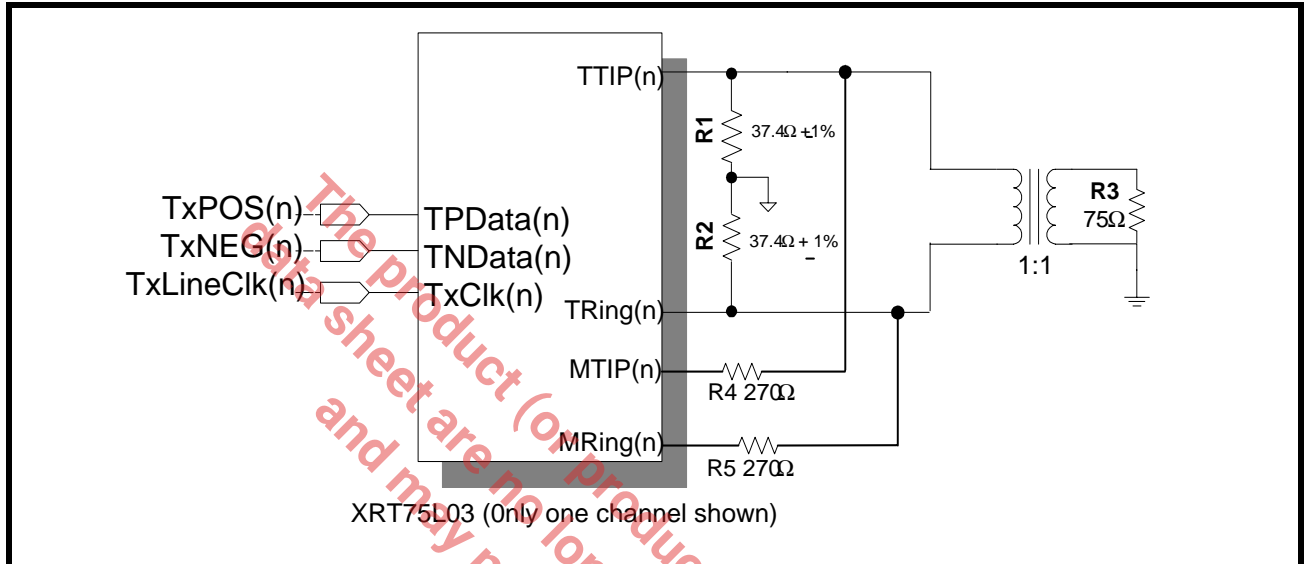 TTIP(n)
R1
37.4Ω ±1%
TxPOS(n)
TPData(n)
TxNEG(n)
TNData(n)
TxLineClk(n)
TxClk(n)
R2
37.4Ω ± 1%
R3
75Ω
1:1
TRing(n)
MTIP(n)
R4 270Ω
MRing(n)
R5 270Ω
XRT75L03 (0nly one channel shown)
The product (or produc
data sheet are no lon
and may n